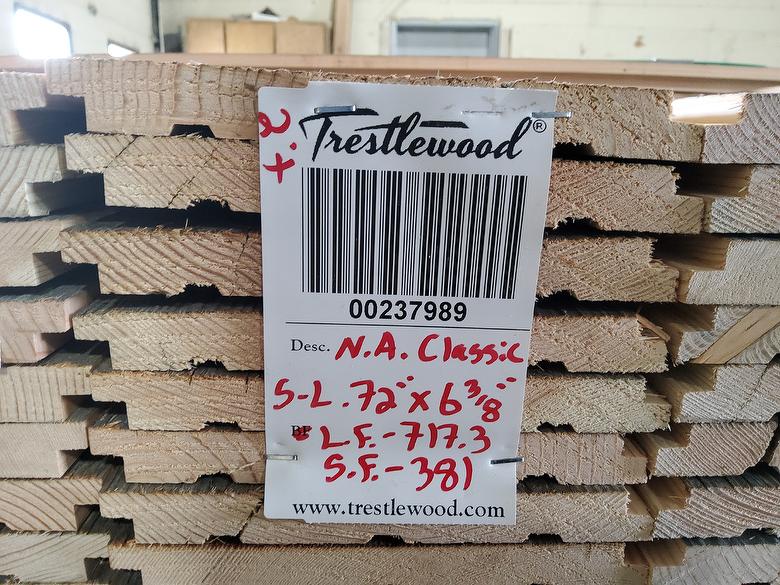 2.+
Trestlewood®
00237989
Desc. N.A. Classic
S-L .72" x 6 3/8"
BF L.F.-717.3
S.F.-381
www.trestlewood.com